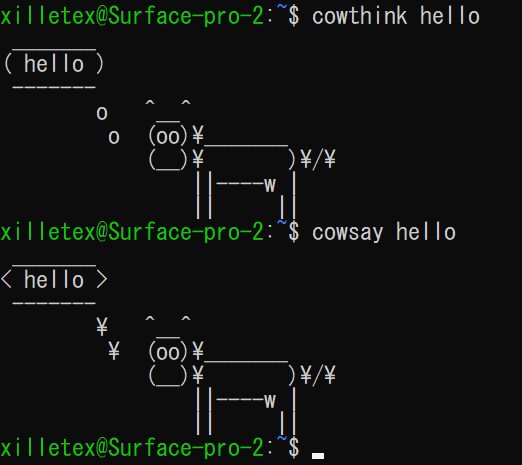 xilletex@Surface-pro-2:~$ cowthink hello
 _______
( hello )
 -------
        o   ^__^
         o  (oo)¥_______
            (__)¥       )¥/¥
                ||----w |
                ||     ||
xilletex@Surface-pro-2:~$ cowsay hello
 _______
< hello >
 -------
        ¥   ^__^
         ¥  (oo)¥_______
            (__)¥       )¥/¥
                ||----w |
                ||     ||
xilletex@Surface-pro-2:~$